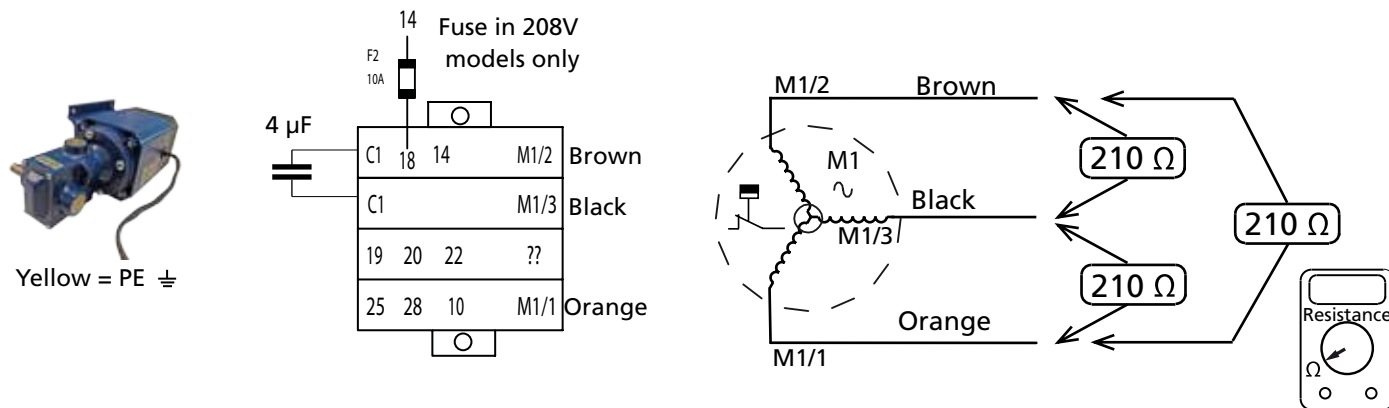 Yellow = PE
14
Fuse in 208V
models only
F2
10A
4 µF
C1 18 14 M1/2 Brown
C1 M1/3 Black
19 20 22 ??
25 28 10 M1/1 Orange
M1/2 Brown
M1
210 Ω
Black
M1/3
210 Ω
210 Ω
Orange
M1/1
Resistance
Ω